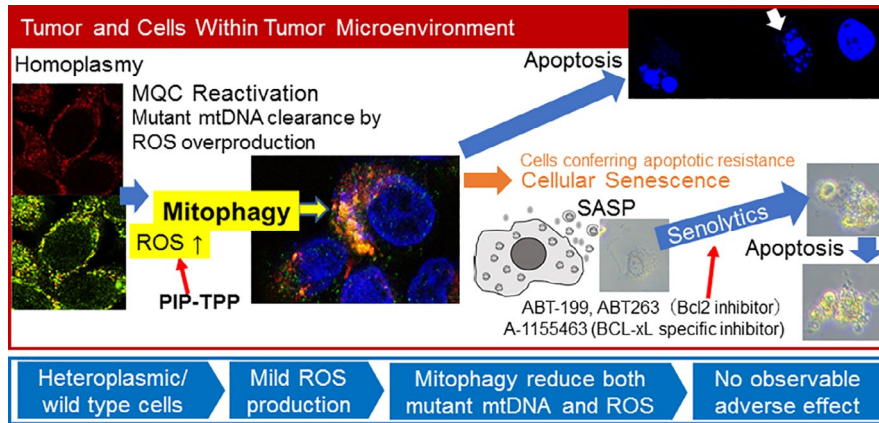 Tumor and Cells Within Tumor Microenvironment
Homoplasmy
MQC Reactivation
Mutant mtDNA clearance by
ROS overproduction
Mitophagy
ROS ↑
PIP-TPP
Apoptosis
Cells conferring apoptotic resistance
Cellular Senescence
SASP
Senolytics
Apoptosis
ABT-199, ABT263 （Bcl2 inhibitor）
A-1155463 (BCL-xL specific inhibitor)
Heteroplasmic/
wild type cells
Mild ROS
production
Mitophagy reduce both
mutant mtDNA and ROS
No observable
adverse effect